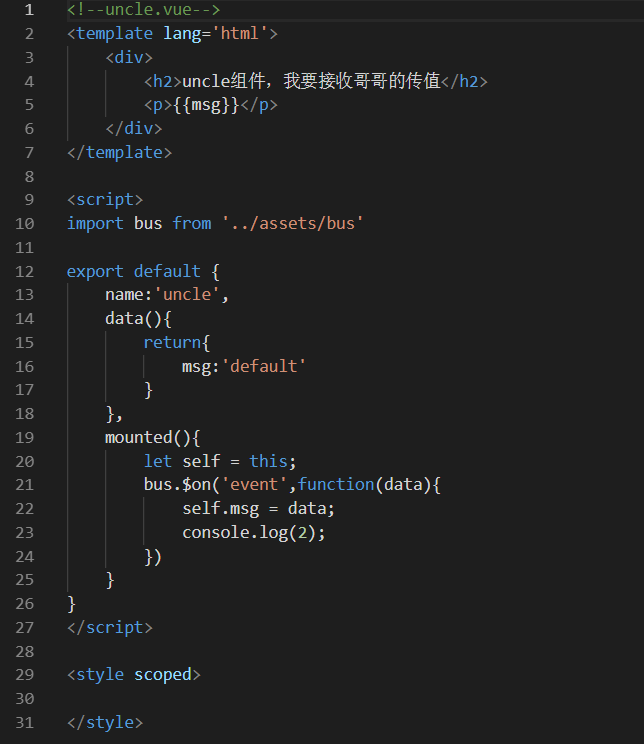 1 <!--uncle.vue-->
2 <template lang='html'>
3     <div>
4         <h2>uncle组件，我要接收哥哥的传值</h2>
5         <p>{{msg}}</p>
6     </div>
7 </template>
8
9 <script>
10 import bus from '../assets/bus'
11
12 export default {
13     name:'uncle',
14     data(){
15         return{
16             msg:'default'
17         }
18     },
19     mounted(){
20         let self = this;
21         bus.$on('event',function(data){
22             self.msg = data;
23             console.log(2);
24         })
25     }
26 }
27 </script>
28
29 <style scoped>
30
31 </style>